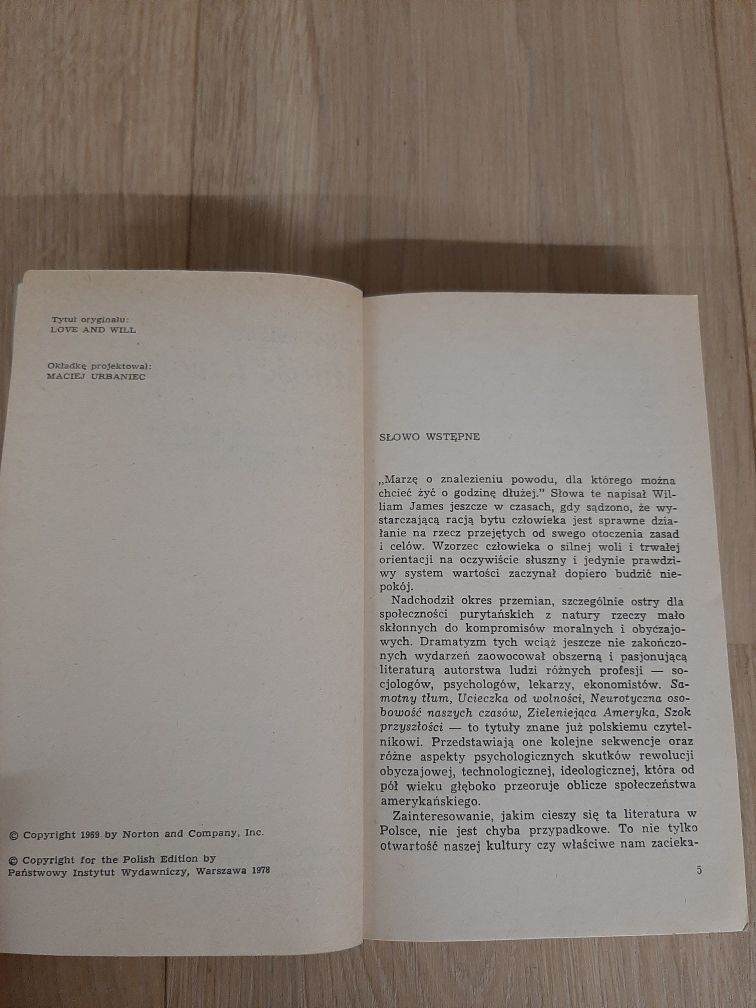 Tytuł oryginału:
LOVE AND WILL
Okładkę projektował:
MACIEJ URBANIEC
© Copyright 1969 by Norton and Company, Inc.
© Copyright for the Polish Edition by
Państwowy Instytut Wydawniczy, Warszawa 1978
SŁOWO WSTĘPNE
„Marzę o znalezieniu powodu, dla którego można
chcieć żyć o godzinę dłużej.” Słowa te napisał Wil-
liam James jeszcze w czasach, gdy sądzono, że wy-
starczającą racją bytu człowieka jest sprawne dzia-
łanie na rzecz przejętych od swego otoczenia zasad
i celów. Wzorzec człowieka o silnej woli i trwałej
orientacji na oczywiście słuszny i jedynie prawdzi-
wy system wartości zaczynał dopiero budzić nie-
pokój.
Nadchodził okres przemian, szczególnie ostry dla
społeczności purytańskich z natury rzeczy mało
skłonnych do kompromisów moralnych i obyczajo-
wych. Dramatyzm tych wciąż jeszcze nie zakończo-
nych wydarzeń zaowocował obszerną i pasjonującą
literaturą autorstwa ludzi różnych profesji — so-
cjologów, psychologów, lekarzy, ekonomistów. Sa-
motny tłum, Ucieczka od wolności, Neurotyczna oso-
bowość naszych czasów, Zieleniejąca Ameryka, Szok
przyszłości — to tytuły znane już polskiemu czytel-
nikowi. Przedstawiają one kolejne sekwencje oraz
różne aspekty psychologicznych skutków rewolucji
obyczajowej, technologicznej, ideologicznej, która od
pół wieku głęboko przeoruje oblicze społeczeństwa
amerykańskiego.
Zainteresowanie, jakim cieszy się ta literatura w
Polsce, nie jest chyba przypadkowe. To nie tylko
otwartość naszej kultury czy właściwe nam zacieka-
5